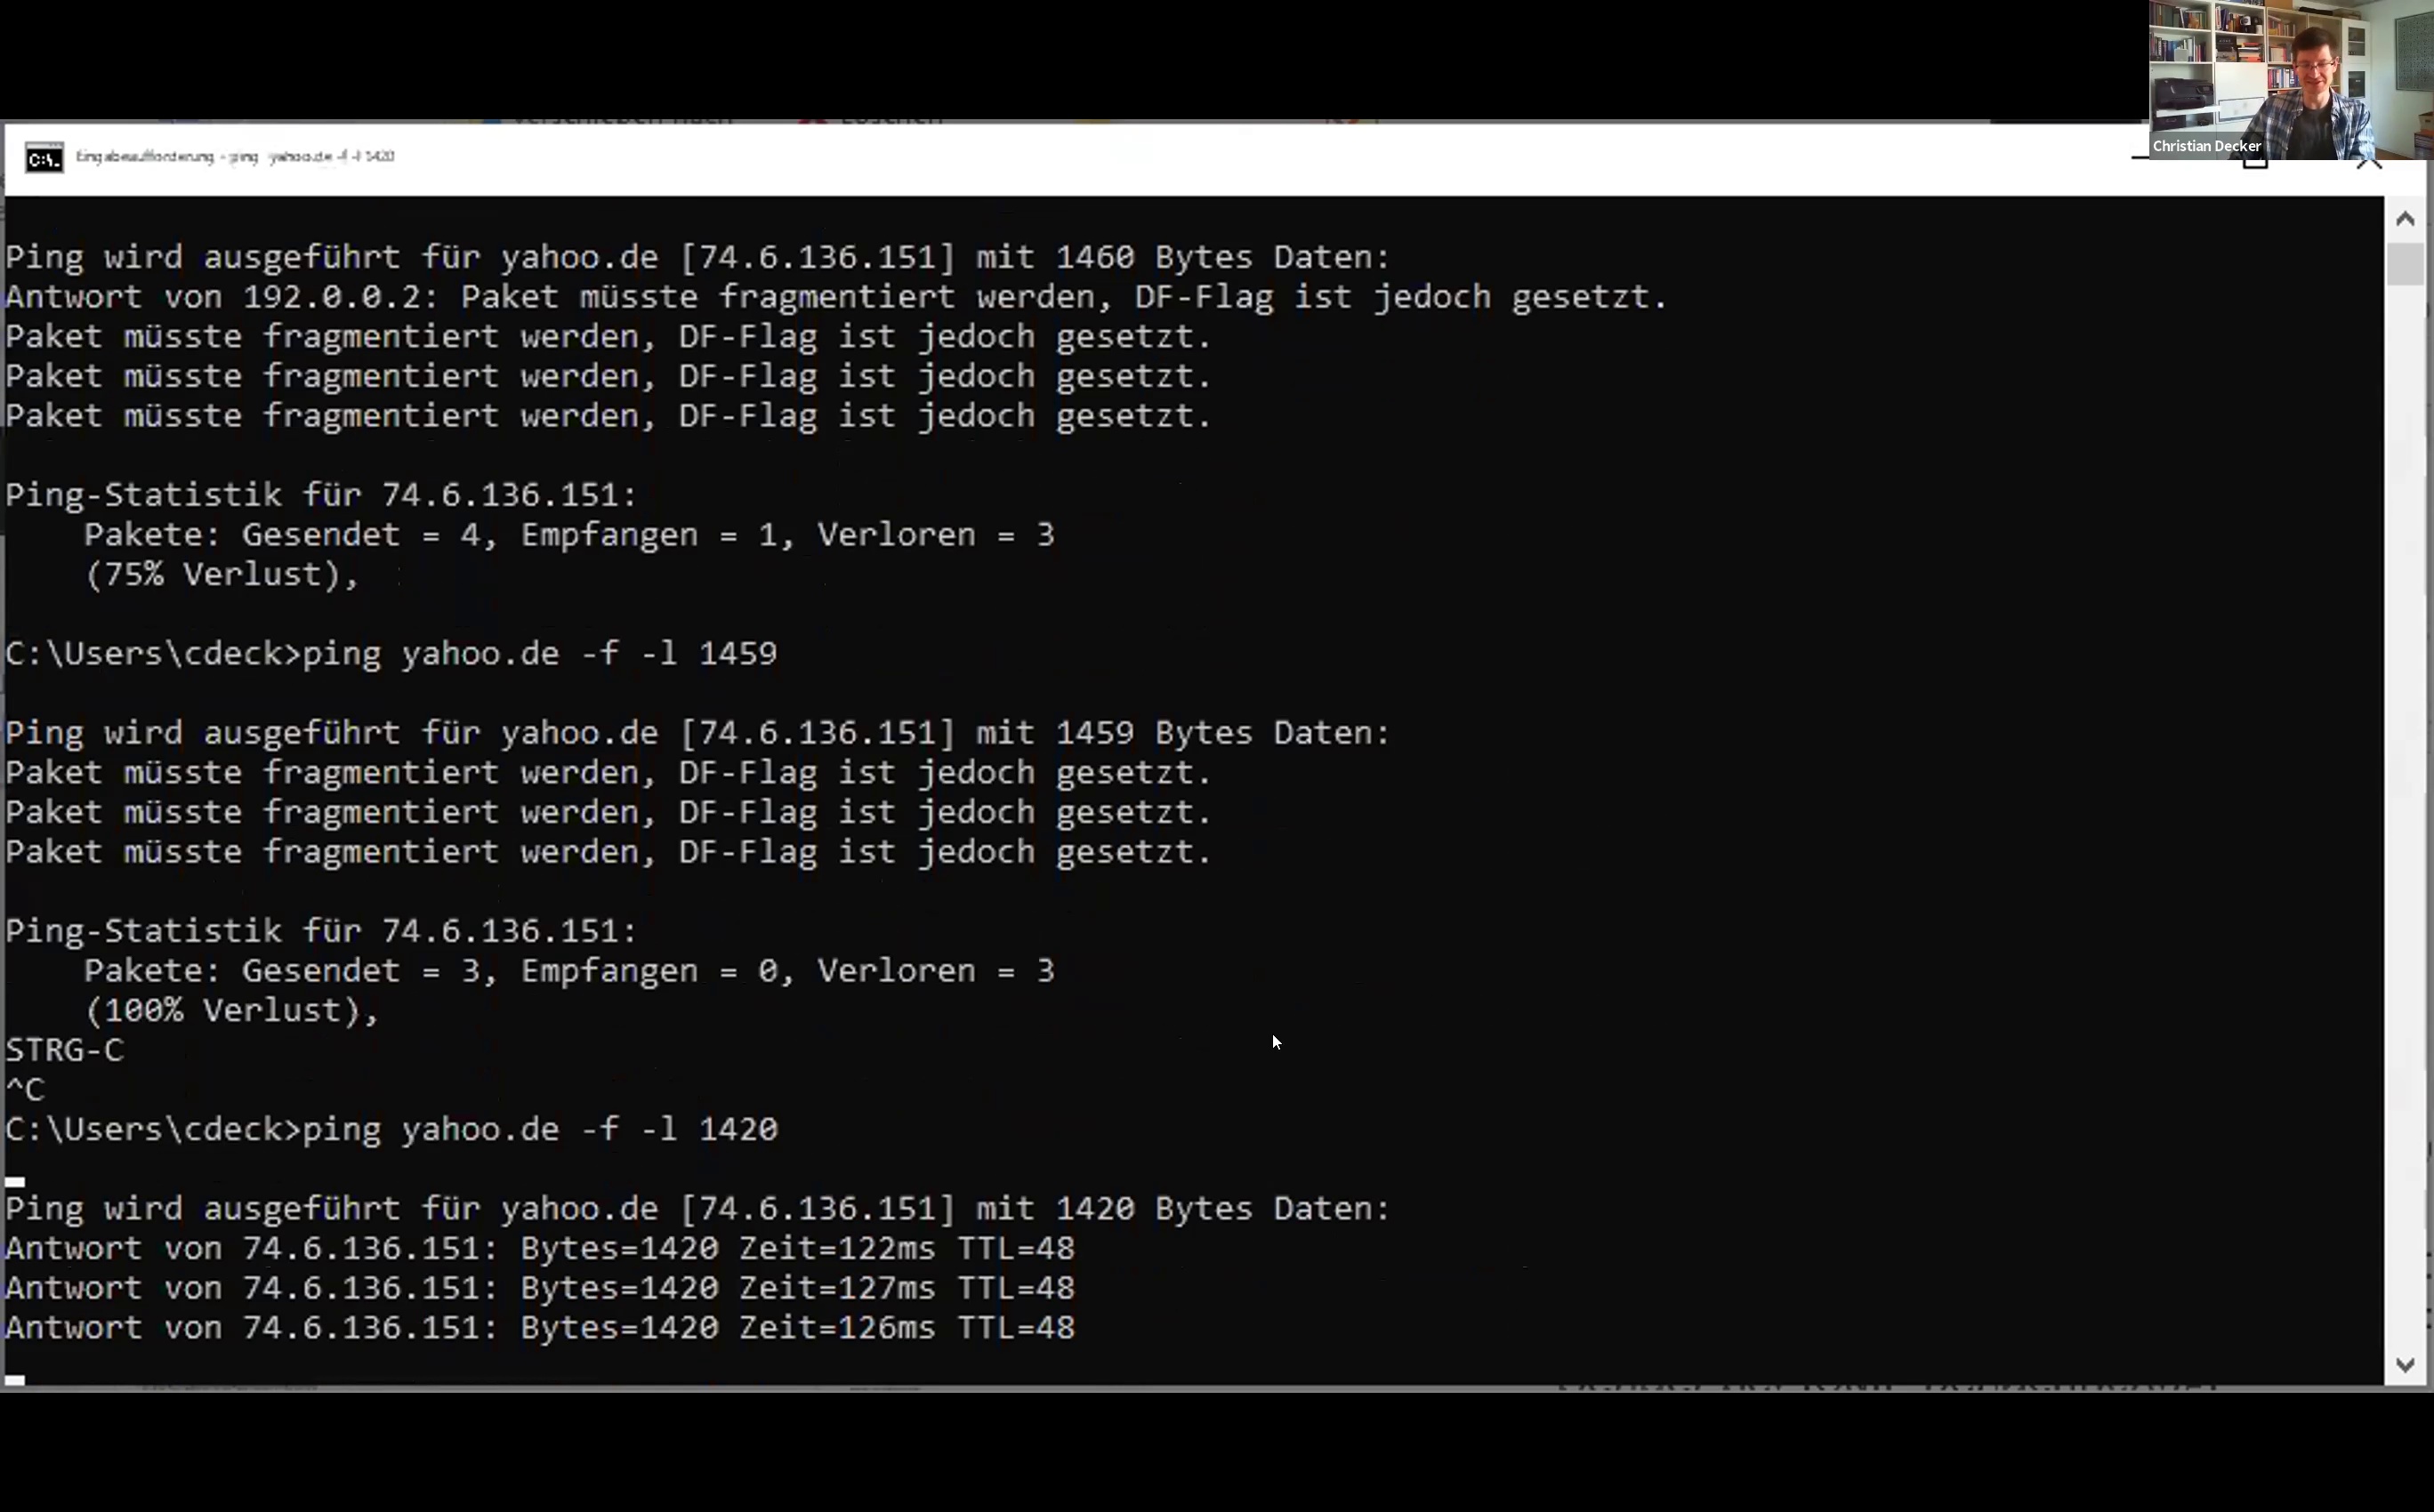 Christian Decker
Eingabeaufforderung - ping yahoo.de -f -l 1420
Ping wird ausgeführt für yahoo.de [74.6.136.151] mit 1460 Bytes Daten:
Antwort von 192.0.0.2: Paket müsste fragmentiert werden, DF-Flag ist jedoch gesetzt.
Paket müsste fragmentiert werden, DF-Flag ist jedoch gesetzt.
Paket müsste fragmentiert werden, DF-Flag ist jedoch gesetzt.
Paket müsste fragmentiert werden, DF-Flag ist jedoch gesetzt.
Ping-Statistik für 74.6.136.151:
Pakete: Gesendet = 4, Empfangen = 1, Verloren = 3
(75% Verlust),
C:\Users\cdeck>ping yahoo.de -f -l 1459
Ping wird ausgeführt für yahoo.de [74.6.136.151] mit 1459 Bytes Daten:
Paket müsste fragmentiert werden, DF-Flag ist jedoch gesetzt.
Paket müsste fragmentiert werden, DF-Flag ist jedoch gesetzt.
Paket müsste fragmentiert werden, DF-Flag ist jedoch gesetzt.
Ping-Statistik für 74.6.136.151:
Pakete: Gesendet = 3, Empfangen = 0, Verloren = 3
(100% Verlust),
STRG-C
^C
C:\Users\cdeck>ping yahoo.de -f -l 1420
Ping wird ausgeführt für yahoo.de [74.6.136.151] mit 1420 Bytes Daten:
Antwort von 74.6.136.151: Bytes=1420 Zeit=122ms TTL=48
Antwort von 74.6.136.151: Bytes=1420 Zeit=127ms TTL=48
Antwort von 74.6.136.151: Bytes=1420 Zeit=126ms TTL=48